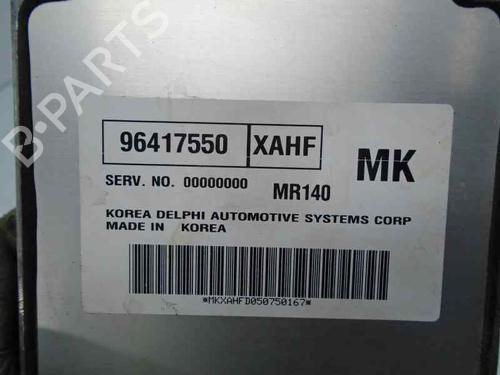 B-PARTS
96417550 XAHF MK
SERV. NO. 00000000 MR140
KOREA DELPHI AUTOMOTIVE SYSTEMS CORP
MADE IN KOREA
*MKXAHFD050750167*